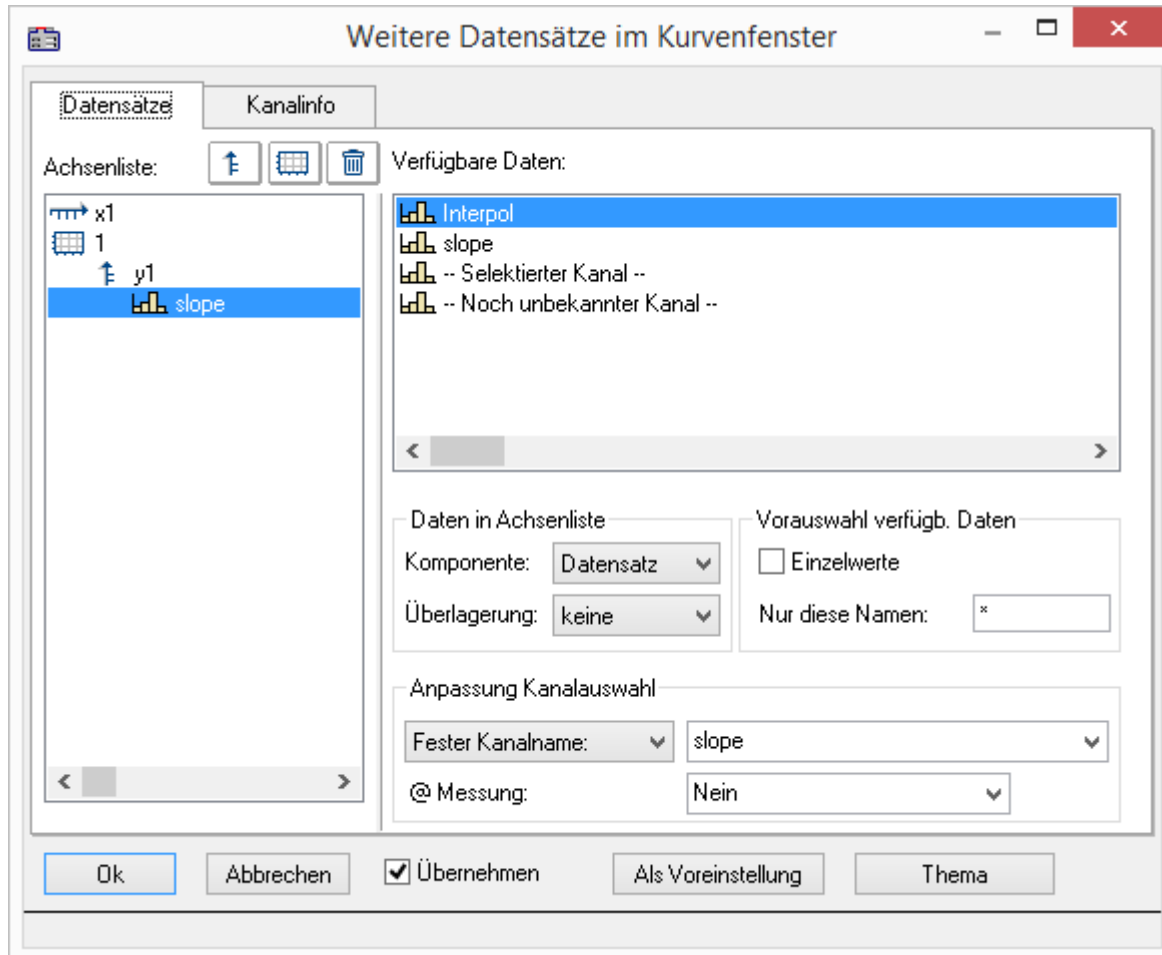 Weitere Datensätze im Kurvenfenster
Datensätze Kanalinfo
Achsenliste: Verfügbare Daten:
x1
1
y1
slope
Interpol
slope
-- Selektierter Kanal --
-- Noch unbekannter Kanal --
Daten in Achsenliste
Komponente: Datensatz
Überlagerung: keine
Vorauswahl verfügb. Daten
Einzelwerte
Nur diese Namen: *
Anpassung Kanalauswahl
Fester Kanalname: slope
@ Messung: Nein
Ok Abbrechen Übernehmen Als Voreinstellung Thema